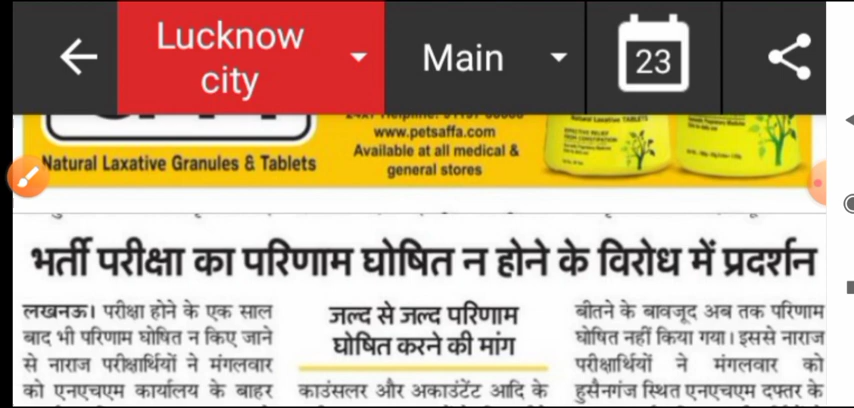 Lucknow
city
Main
23
www.petsaffa.com
Available at all medical &
general stores
Natural Laxative Granules & Tablets
भर्ती परीक्षा का परिणाम घोषित न होने के विरोध में प्रदर्शन
लखनऊ। परीक्षा होने के एक साल
बाद भी परिणाम घोषित न किए जाने
से नाराज परीक्षार्थियों ने मंगलवार
को एनएचएम कार्यालय के बाहर
जल्द से जल्द परिणाम
घोषित करने की मांग
काउंसलर और अकाउंटेंट आदि के
बीतने के बावजूद अब तक परिणाम
घोषित नहीं किया गया। इससे नाराज
परीक्षार्थियों ने मंगलवार को
हुसैनगंज स्थित एनएचएम दफ्तर के